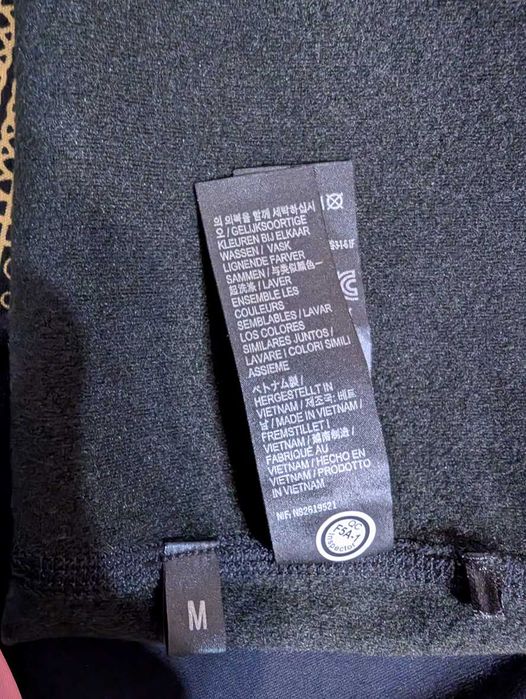 의 의복을 함께 세탁하십시
오 / GELIJKSOORTIGE
KLEUREN BIJ ELKAAR
WASSEN / VASK
LIGNENDE FARVER
SAMMEN / 与类似颜色一
起洗涤 / LAVER
ENSEMBLE LES
COULEURS
SEMBLABLES / LAVAR
LOS COLORES
SIMILARES JUNTOS /
LAVARE I COLORI SIMILI
ASSIEME
ベトナム製 /
HERGESTELLT IN
VIETNAM / 제조국: 베트
남 / MADE IN VIETNAM /
FREMSTILLET I
VIETNAM / 越南制造 /
FABRIQUÉ AU
VIETNAM / HECHO EN
VIETNAM / PRODOTTO
IN VIETNAM
NIF: N82619521
QC
F5A-1
Inspector
M